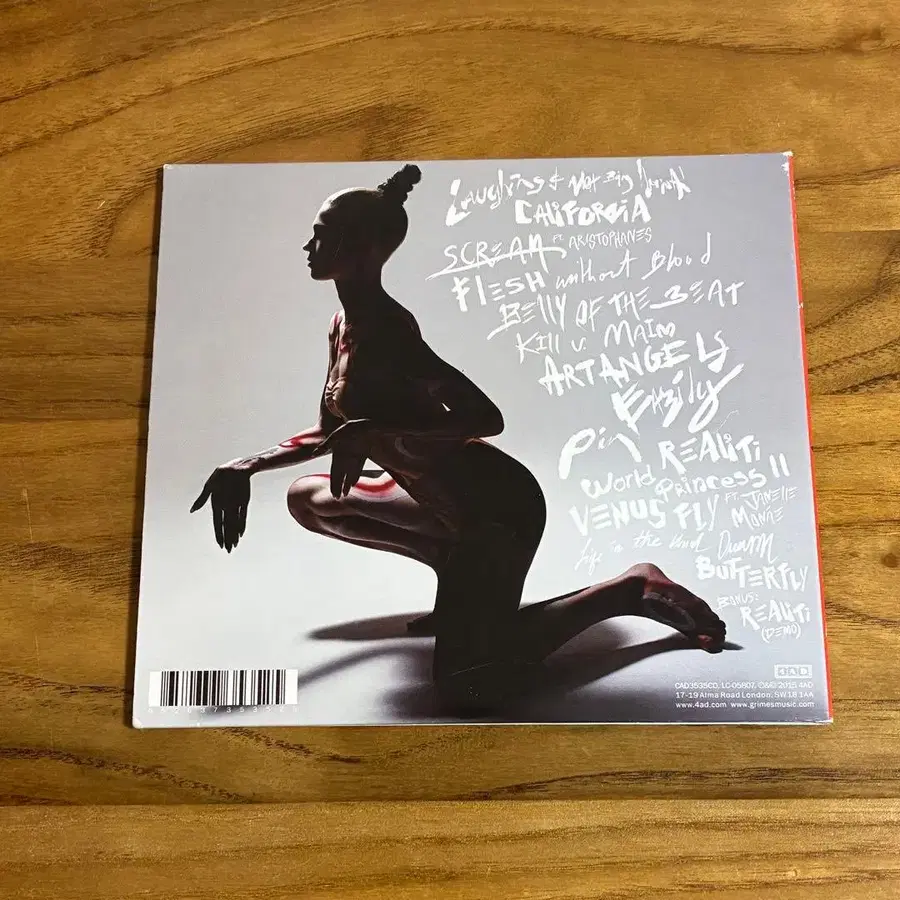 Laughing & Not Being Normal
CALIFORNIA
SCREAM FT. ARISTOPHANES
FLESH without Blood
BELLY OF THE BEAT
KILL V. MAIM
ARTANGELS
Easily
Pin
REALiTi
World Princess II
VENUS FLY FT. JANELLE MONÁE
Life in the Vivid Dream
BUTTERFLY
BONUS:
REALiTi
(DEMO)
4AD
CAD3535CD. LC-05807. ℗&© 2015 4AD
17-19 Alma Road London. SW18 1AA
www.4ad.com www.grimesmusic.com